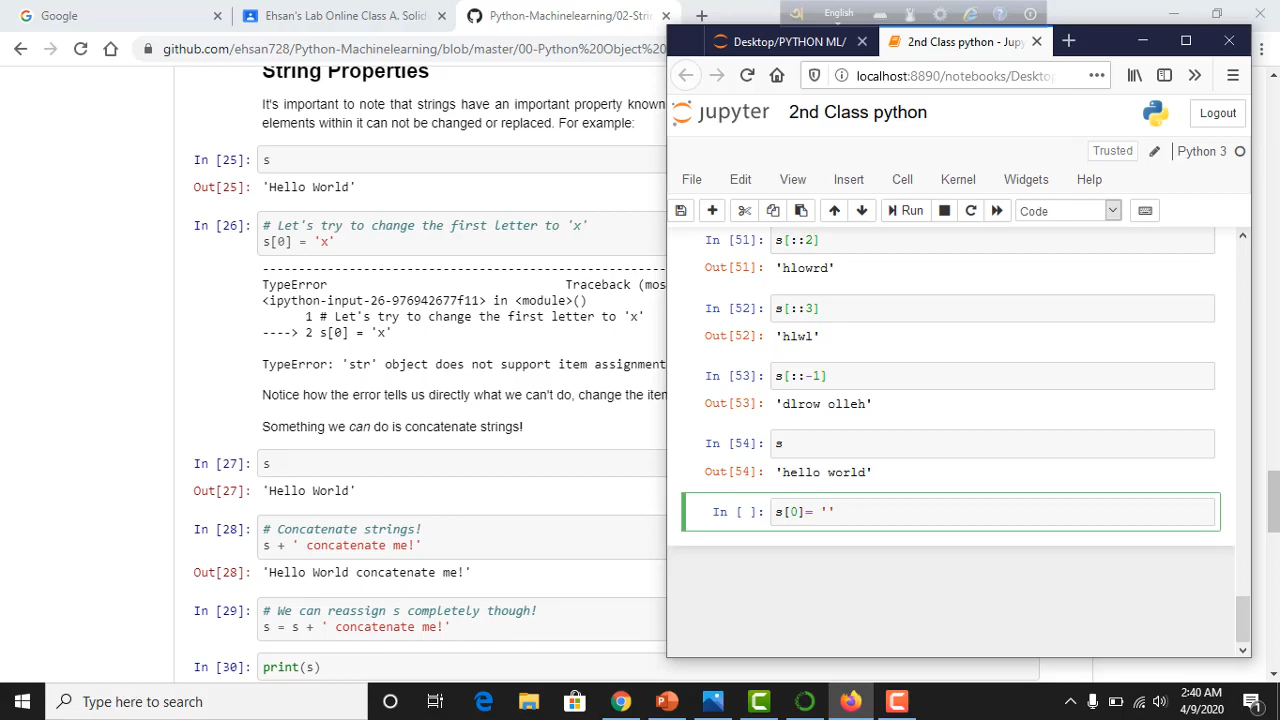 Google
Ehsan's Lab Online Class A. Solid
Python-Machinelearning/02-Strin
English
github.com/ehsan728/Python-Machinelearning/blob/master/00-Python%20Object%20
String Properties
It's important to note that strings have an important property known
elements within it can not be changed or replaced. For example:
In [25]: s
Out[25]: 'Hello World'
In [26]: # Let's try to change the first letter to 'x'
s[0] = 'x'
---------------------------------------------------------
TypeError Traceback (mos
<ipython-input-26-976942677f11> in <module>()
1 # Let's try to change the first letter to 'x'
----> 2 s[0] = 'x'
TypeError: 'str' object does not support item assignment
Notice how the error tells us directly what we can't do, change the iten
Something we can do is concatenate strings!
In [27]: s
Out[27]: 'Hello World'
In [28]: # Concatenate strings!
s + ' concatenate me!'
Out[28]: 'Hello World concatenate me!'
In [29]: # We can reassign s completely though!
s = s + ' concatenate me!'
In [30]: print(s)
Desktop/PYTHON ML/
2nd Class python - Jupy
localhost:8890/notebooks/Deskto
jupyter 2nd Class python
Logout
Trusted Python 3
File Edit View Insert Cell Kernel Widgets Help
Run Code
In [51]: s[::2]
Out[51]: 'hlowrd'
In [52]: s[::3]
Out[52]: 'hlwl'
In [53]: s[::-1]
Out[53]: 'dlrow olleh'
In [54]: s
Out[54]: 'hello world'
In [ ]: s[0]= ''
Type here to search
2:40 AM
4/9/2020
1